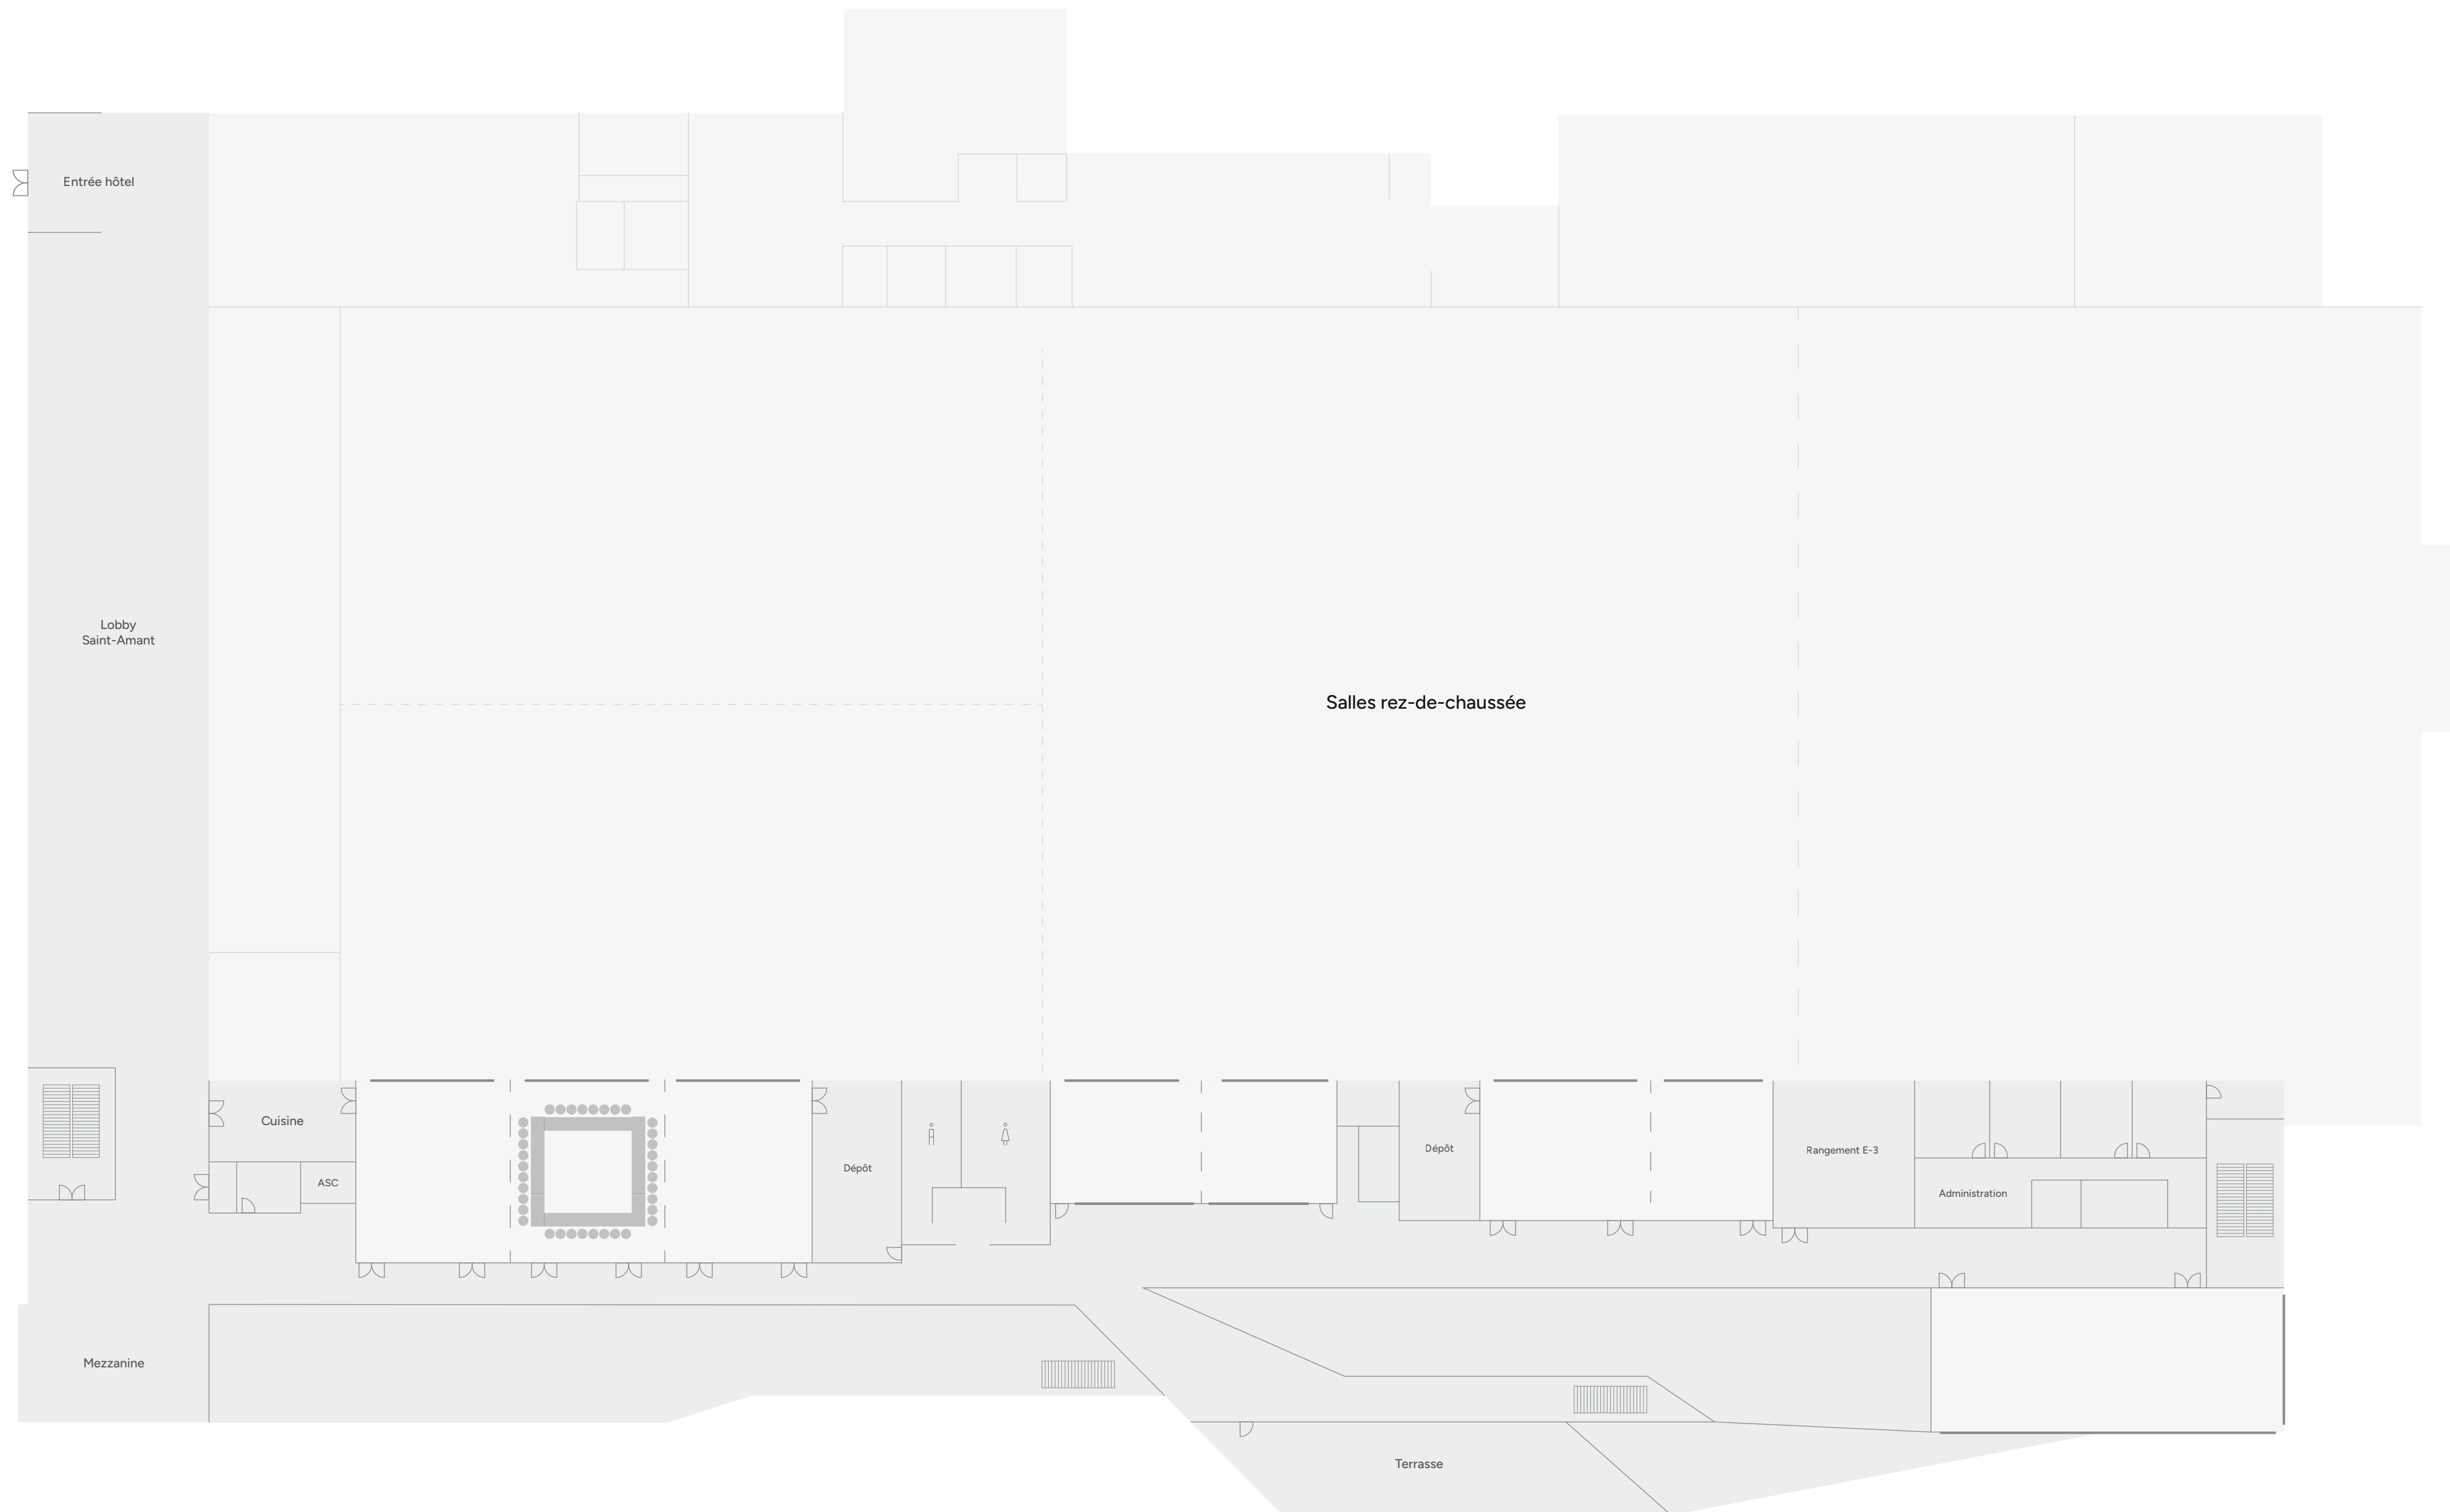 Entrée hôtel
Lobby
Saint-Amant
Salles rez-de-chaussée
Cuisine
ASC
Dépôt
Dépôt
Rangement E-3
Administration
Mezzanine
Terrasse